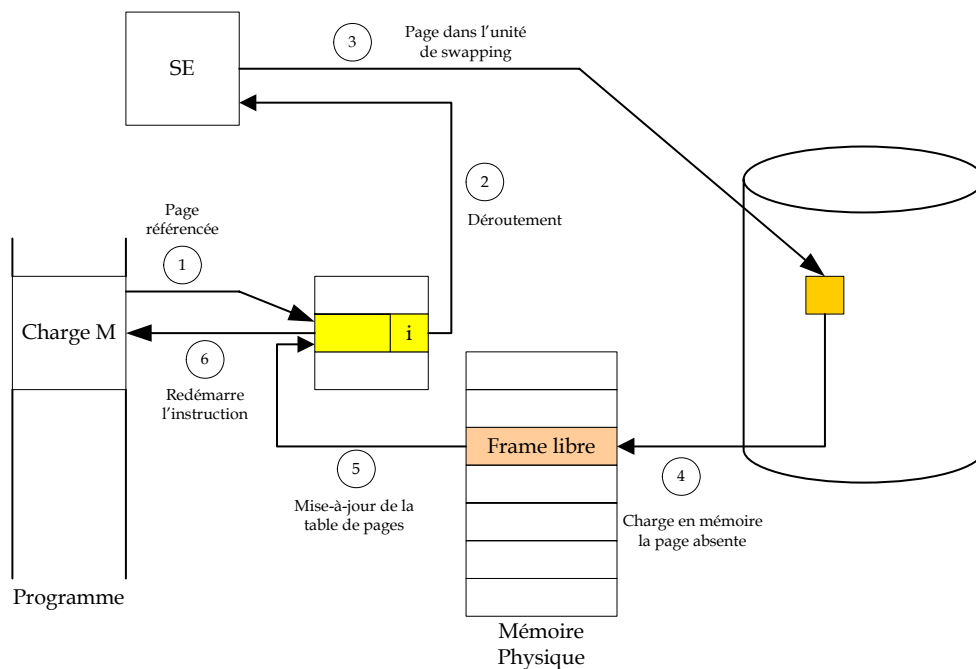 3
Page dans l’unité
de swapping
SE
2
Déroutement
Page
référencée
1
Charge M
i
6
Redémarre
l’instruction
Frame libre
5
Mise-à-jour de la
table de pages
4
Charge en mémoire
la page absente
Programme
Mémoire
Physique